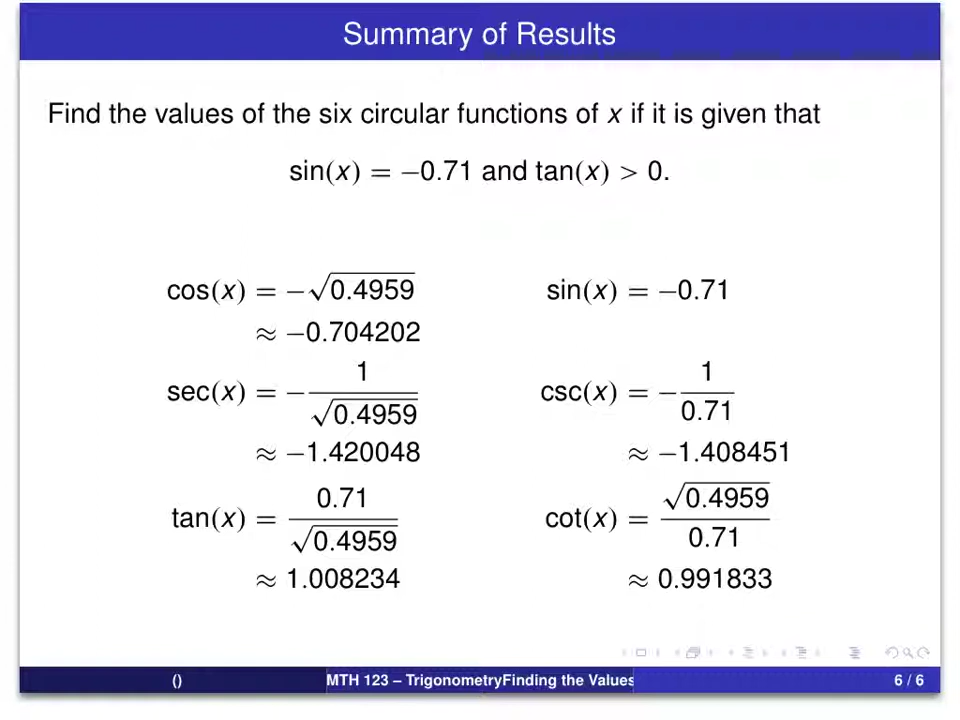 Summary of Results
Find the values of the six circular functions of x if it is given that
sin(x) = −0.71 and tan(x) > 0.
cos(x) = −√0.4959
≈ −0.704202
sin(x) = −0.71
sec(x) = −1/√0.4959
≈ −1.420048
csc(x) = −1/0.71
≈ −1.408451
tan(x) = 0.71/√0.4959
≈ 1.008234
cot(x) = √0.4959/0.71
≈ 0.991833
() MTH 123 – TrigonometryFinding the Values 6 / 6